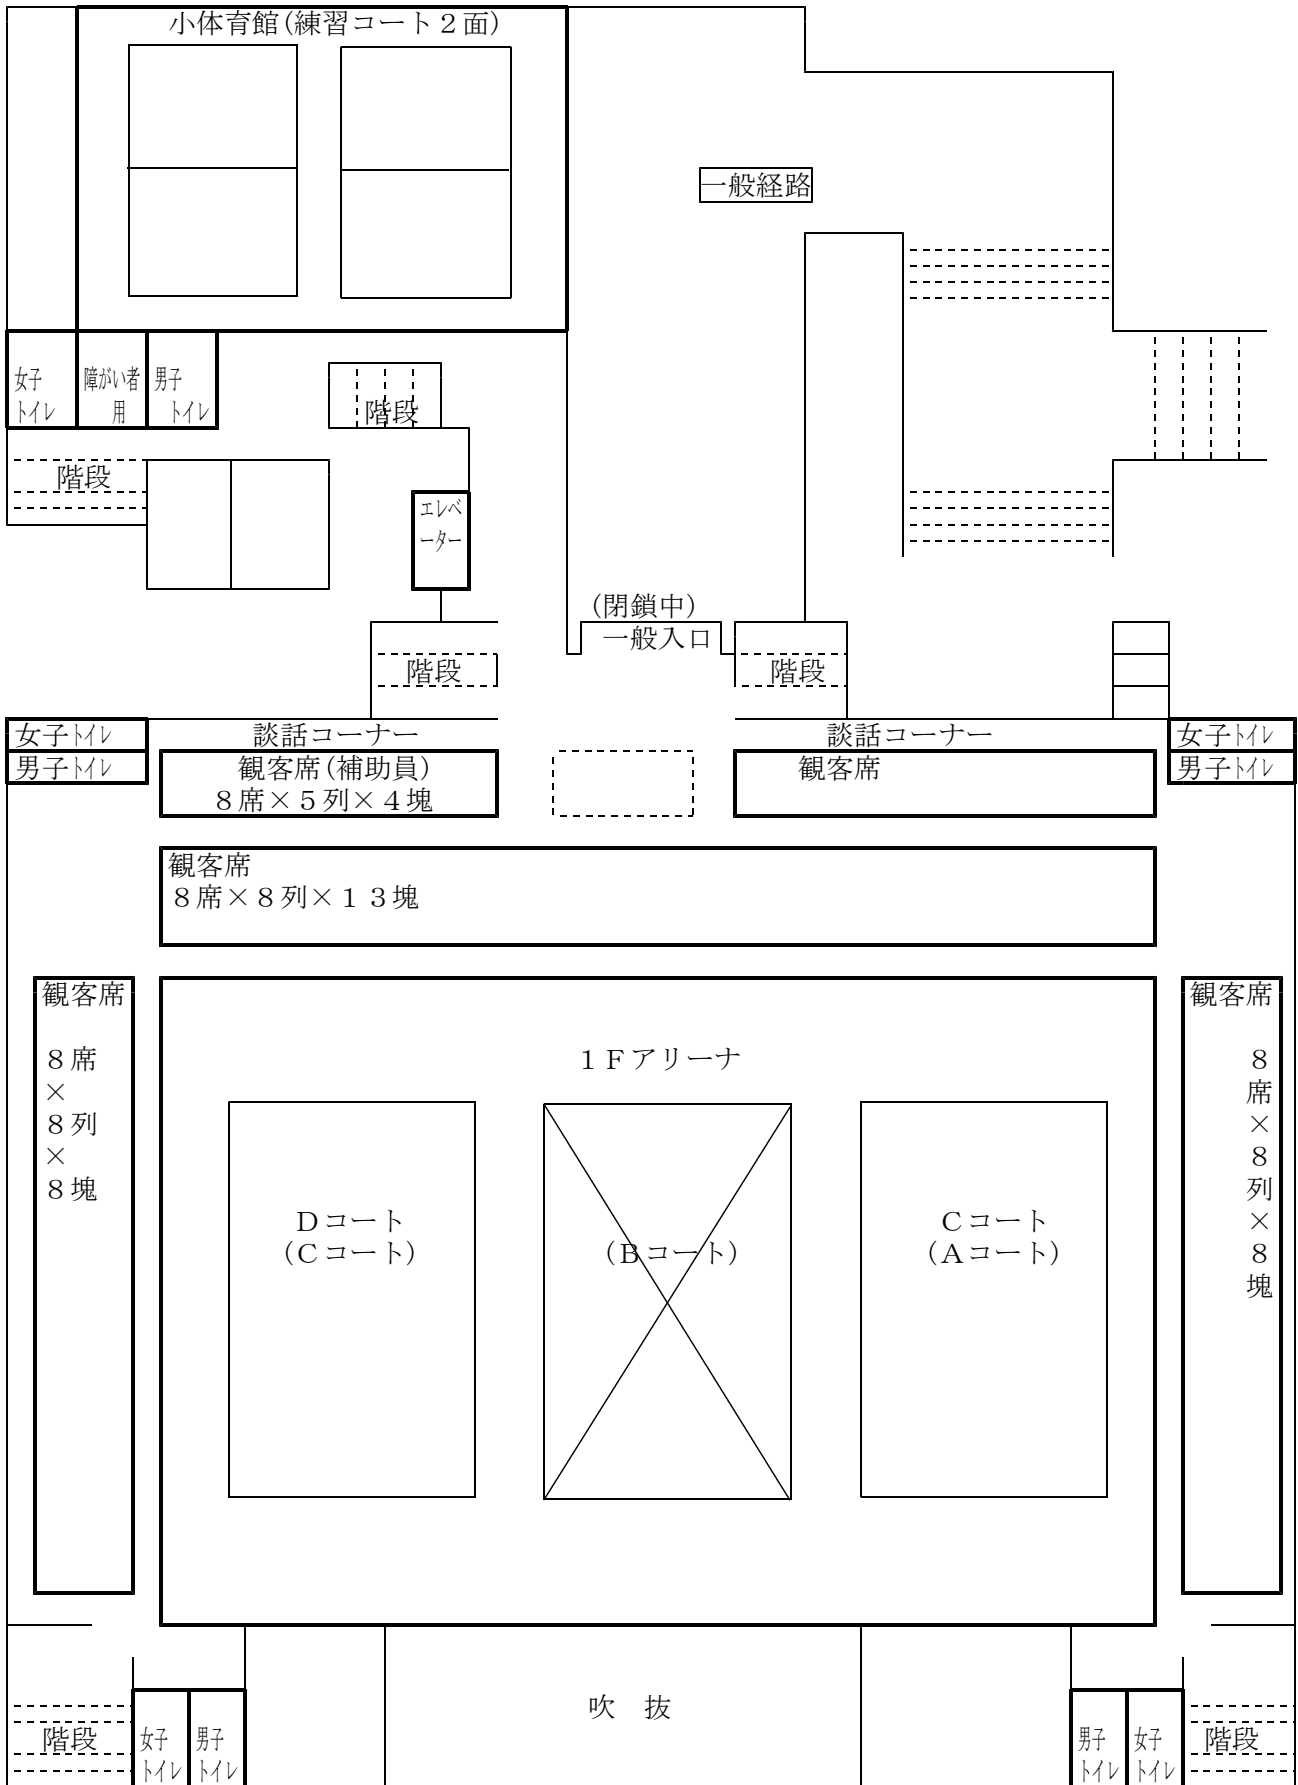 小体育館(練習コート２面)
一般経路
女子
トイレ
障がい者
用
男子
トイレ
階段
階段
エレベ
ーター
(閉鎖中)
一般入口
階段
階段
女子トイレ
談話コーナー
談話コーナー
女子トイレ
男子トイレ
観客席(補助員)
８席×５列×４塊
観客席
男子トイレ
観客席
８席×８列×１３塊
観客席
８席
×
８列
×
８塊
観客席
８
席
×
８
列
×
８
塊
１Ｆアリーナ
Ｄコート
(Ｃコート)
(Ｂコート)
Ｃコート
(Ａコート)
吹　抜
階段
女子
トイレ
男子
トイレ
男子
トイレ
女子
トイレ
階段